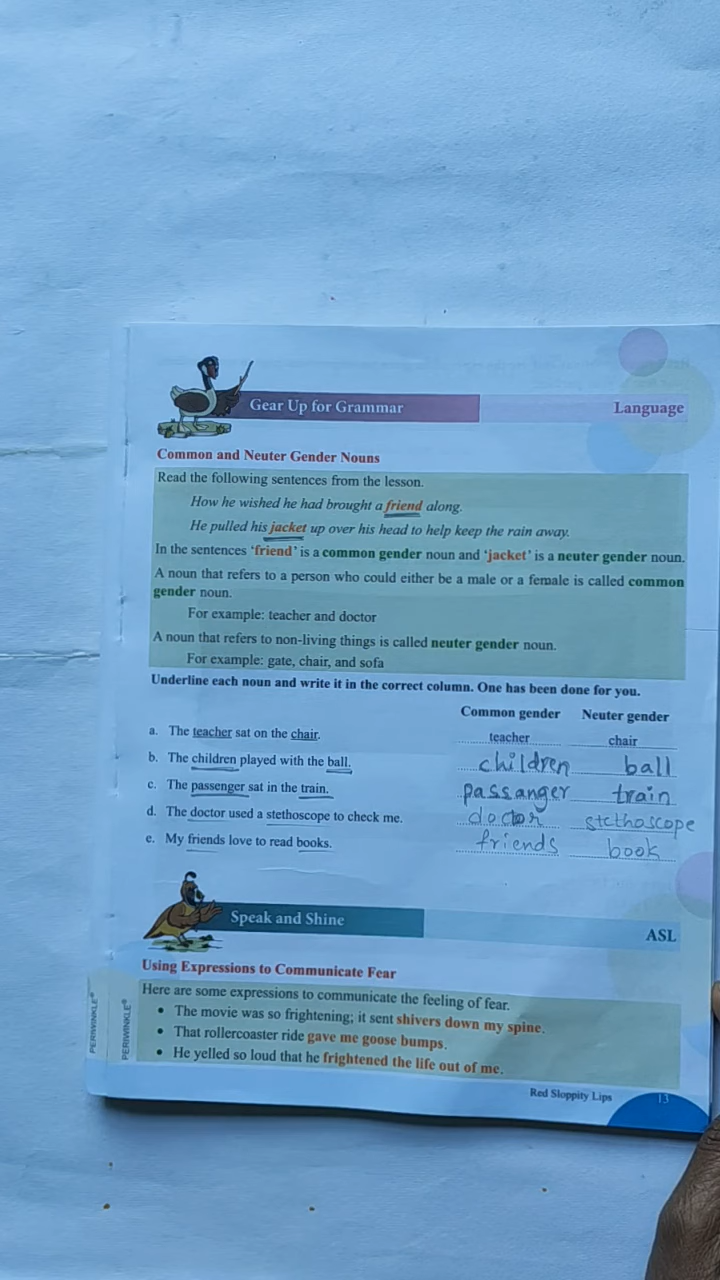 Gear Up for Grammar Language
Common and Neuter Gender Nouns
Read the following sentences from the lesson.
How he wished he had brought a friend along.
He pulled his jacket up over his head to help keep the rain away.
In the sentences ‘friend’ is a common gender noun and ‘jacket’ is a neuter gender noun.
A noun that refers to a person who could either be a male or a female is called common
gender noun.
For example: teacher and doctor
A noun that refers to non-living things is called neuter gender noun.
For example: gate, chair, and sofa
Underline each noun and write it in the correct column. One has been done for you.
Common gender Neuter gender
a. The teacher sat on the chair. teacher chair
b. The children played with the ball. children ball
c. The passenger sat in the train. passanger train
d. The doctor used a stethoscope to check me. doctor stethoscope
e. My friends love to read books. friends book
Speak and Shine ASL
Using Expressions to Communicate Fear
Here are some expressions to communicate the feeling of fear.
• The movie was so frightening; it sent shivers down my spine.
• That rollercoaster ride gave me goose bumps.
• He yelled so loud that he frightened the life out of me.
PERIWINKLE®
PERIWINKLE®
Red Sloppity Lips 13